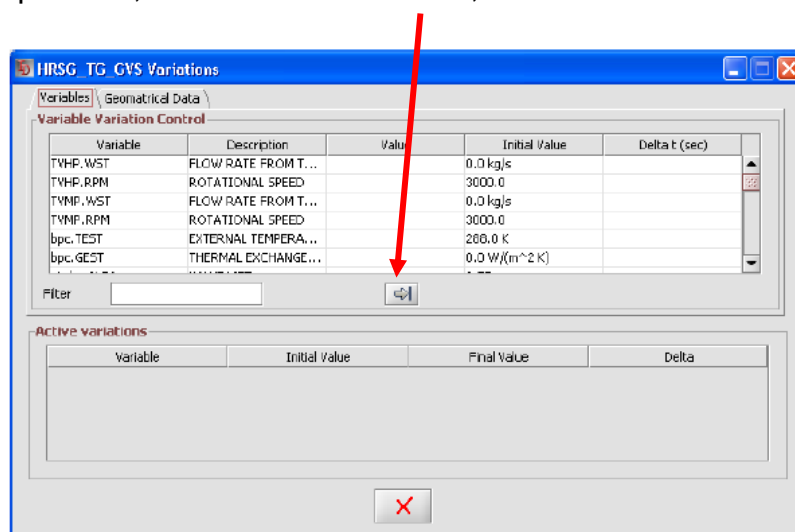 HRSG_TG_GVS Variations
Variables Geomatrical Data
Variable Variation Control
Variable Description Value Initial Value Delta t (sec)
TVHP.WST FLOW RATE FROM T... 0.0 kg/s
TVHP.RPM ROTATIONAL SPEED 3000.0
TVMP.WST FLOW RATE FROM T... 0.0 kg/s
TVMP.RPM ROTATIONAL SPEED 3000.0
bpc.TEST EXTERNAL TEMPERA... 288.0 K
bpc.GEST THERMAL EXCHANGE... 0.0 W/(m^2 K)
Filter
Active variations
Variable Initial Value Final Value Delta